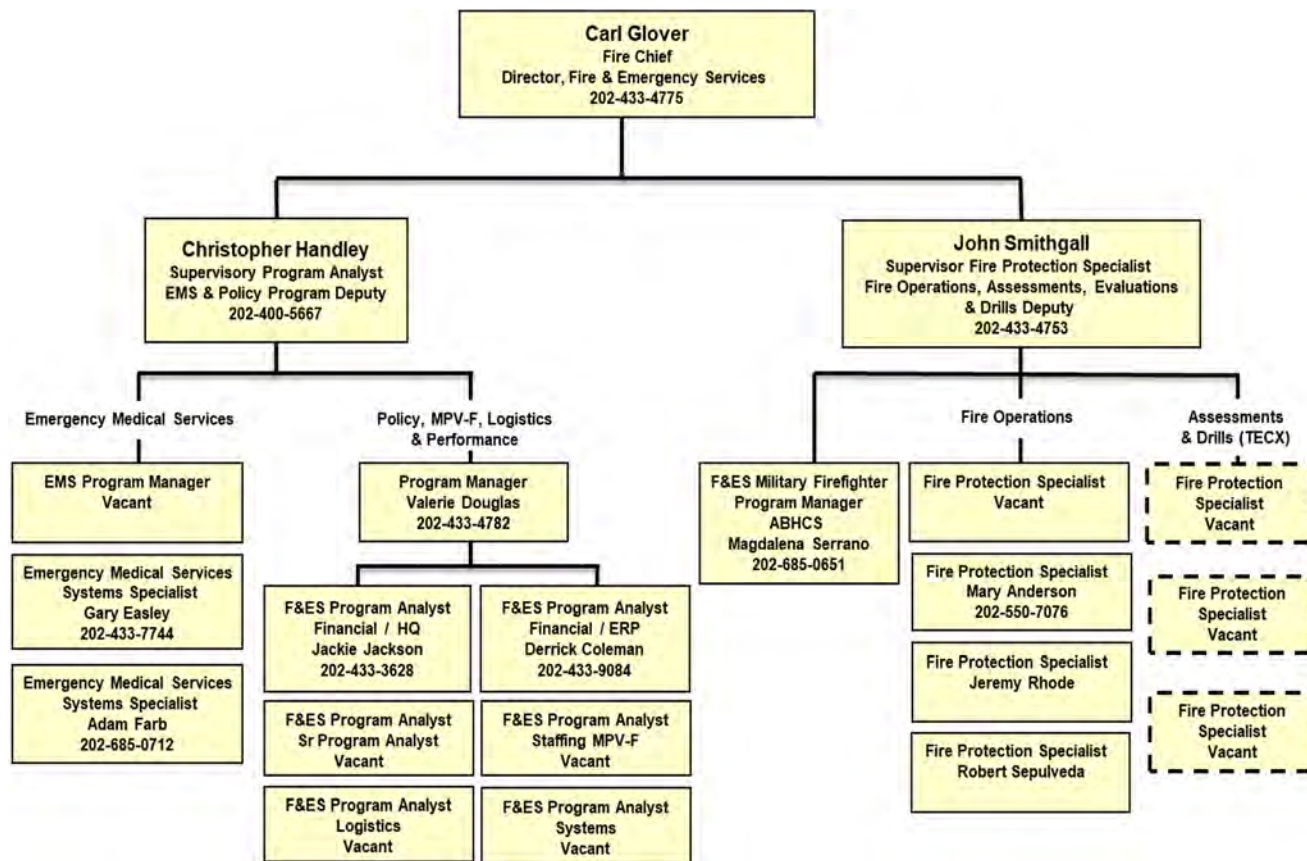 Carl Glover
Fire Chief
Director, Fire & Emergency Services
202-433-4775
Christopher Handley
Supervisory Program Analyst
EMS & Policy Program Deputy
202-400-5667
John Smithgall
Supervisor Fire Protection Specialist
Fire Operations, Assessments, Evaluations
& Drills Deputy
202-433-4753
Emergency Medical Services
EMS Program Manager
Vacant
Emergency Medical Services
Systems Specialist
Gary Easley
202-433-7744
Emergency Medical Services
Systems Specialist
Adam Farb
202-685-0712
Policy, MPV-F, Logistics
& Performance
Program Manager
Valerie Douglas
202-433-4782
F&ES Program Analyst
Financial / HQ
Jackie Jackson
202-433-3628
F&ES Program Analyst
Sr Program Analyst
Vacant
F&ES Program Analyst
Logistics
Vacant
F&ES Program Analyst
Financial / ERP
Derrick Coleman
202-433-9084
F&ES Program Analyst
Staffing MPV-F
Vacant
F&ES Program Analyst
Systems
Vacant
F&ES Military Firefighter
Program Manager
ABHCS
Magdalena Serrano
202-685-0651
Fire Operations
Fire Protection Specialist
Vacant
Fire Protection Specialist
Mary Anderson
202-550-7076
Fire Protection Specialist
Jeremy Rhode
Fire Protection Specialist
Robert Sepulveda
Assessments
& Drills (TECX)
Fire Protection
Specialist
Vacant
Fire Protection
Specialist
Vacant
Fire Protection
Specialist
Vacant